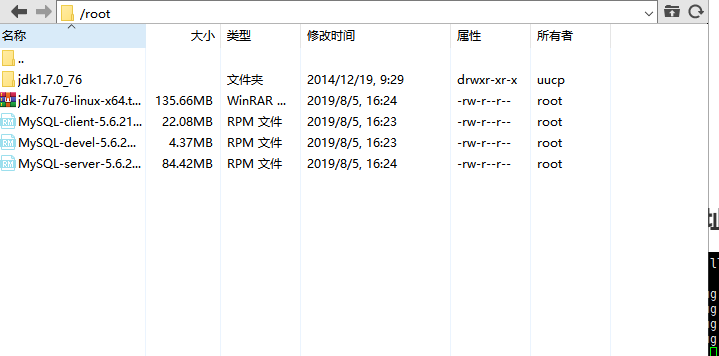 /root
名称 大小 类型 修改时间 属性 所有者
..
jdk1.7.0_76 文件夹 2014/12/19, 9:29 drwxr-xr-x uucp
jdk-7u76-linux-x64.t... 135.66MB WinRAR ... 2019/8/5, 16:24 -rw-r--r-- root
MySQL-client-5.6.21... 22.08MB RPM 文件 2019/8/5, 16:23 -rw-r--r-- root
MySQL-devel-5.6.2... 4.37MB RPM 文件 2019/8/5, 16:23 -rw-r--r-- root
MySQL-server-5.6.2... 84.42MB RPM 文件 2019/8/5, 16:24 -rw-r--r-- root